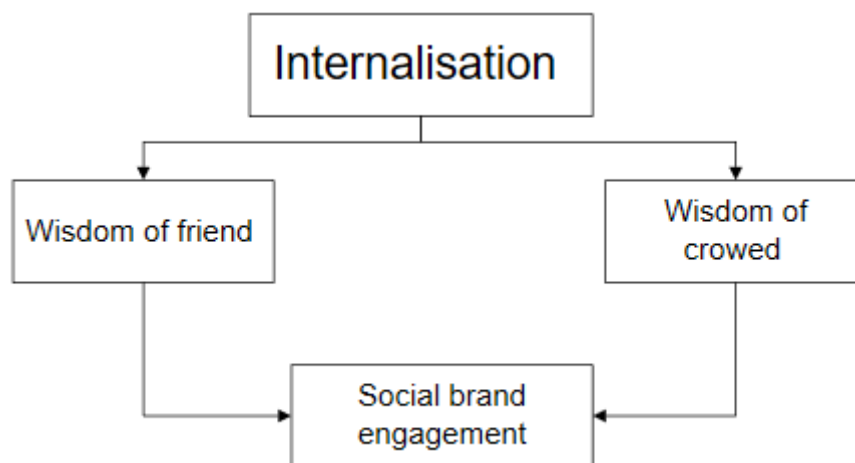 Internalisation
Wisdom of friend
Wisdom of
crowed
Social brand
engagement